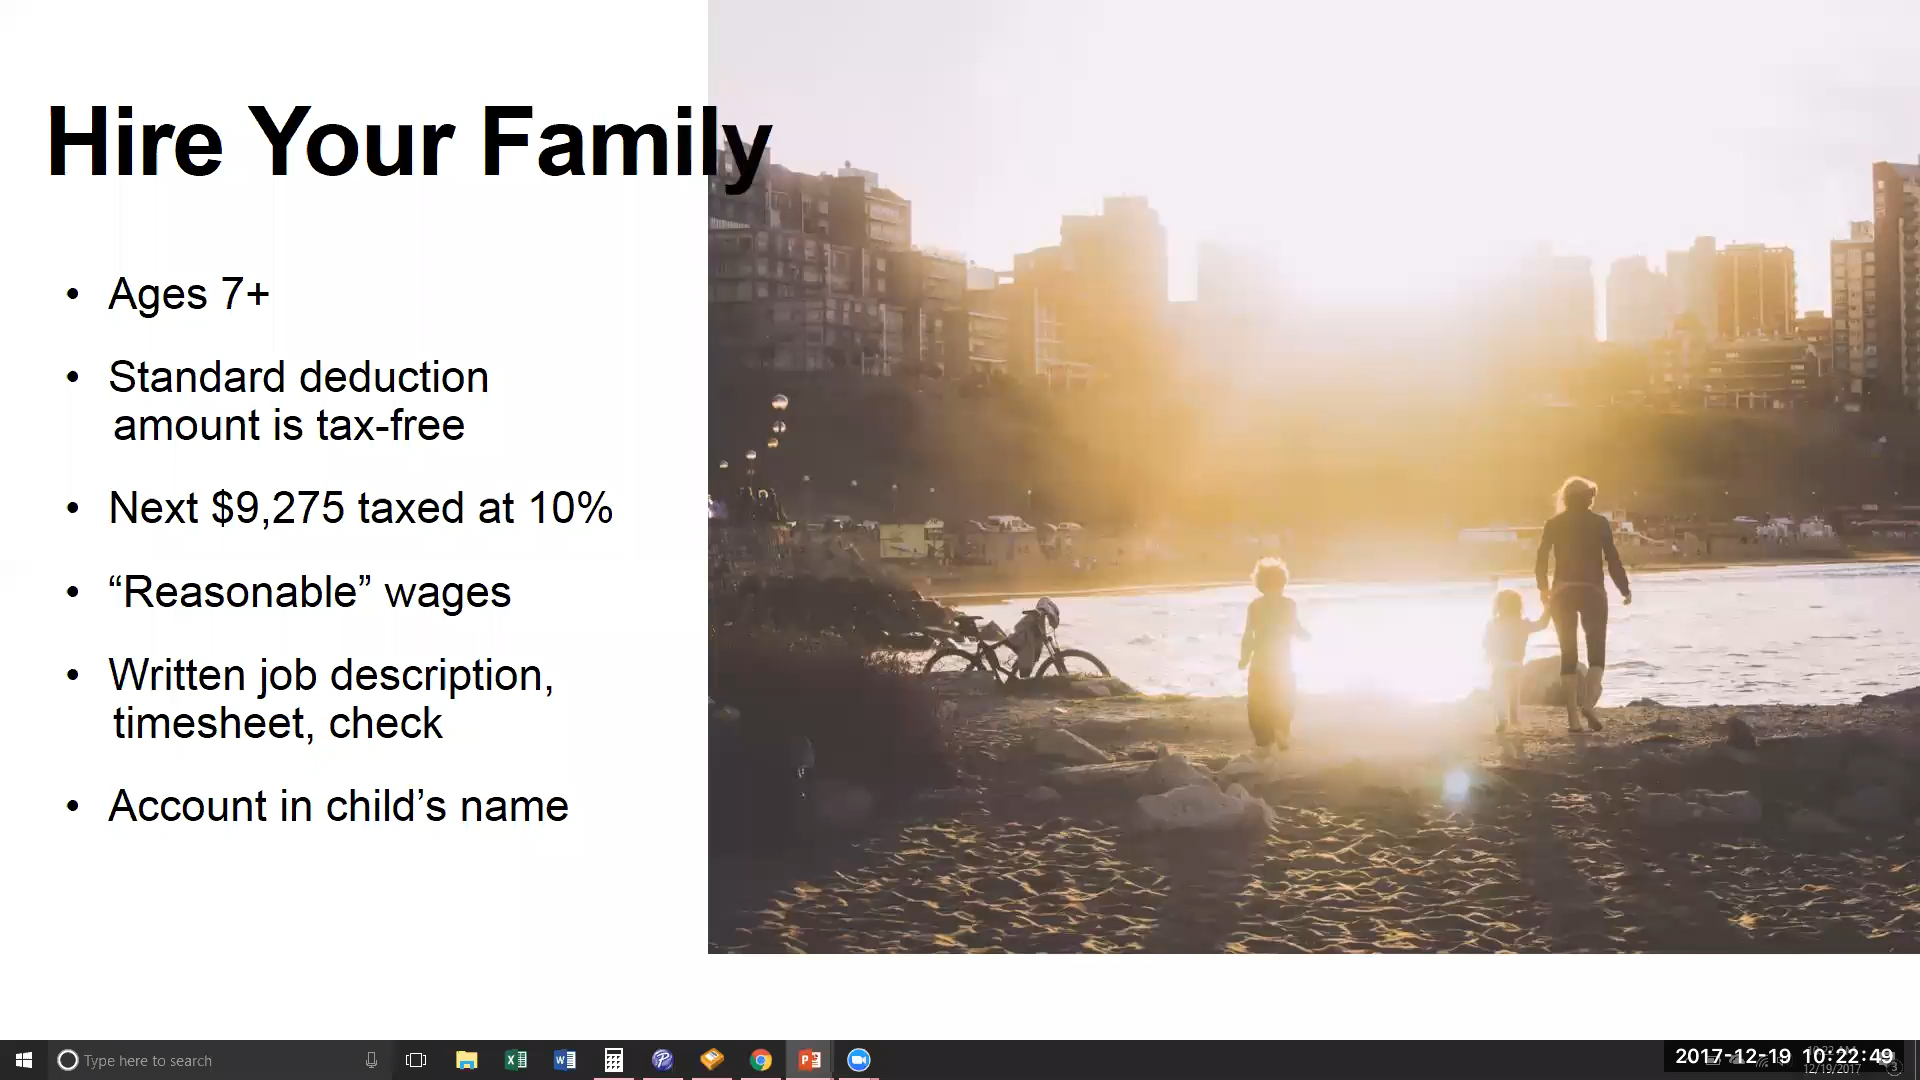 Hire Your Family
• Ages 7+
• Standard deduction
amount is tax-free
• Next $9,275 taxed at 10%
• “Reasonable” wages
• Written job description,
timesheet, check
• Account in child’s name
Type here to search
2017-12-19 10:22:49
12/19/2017